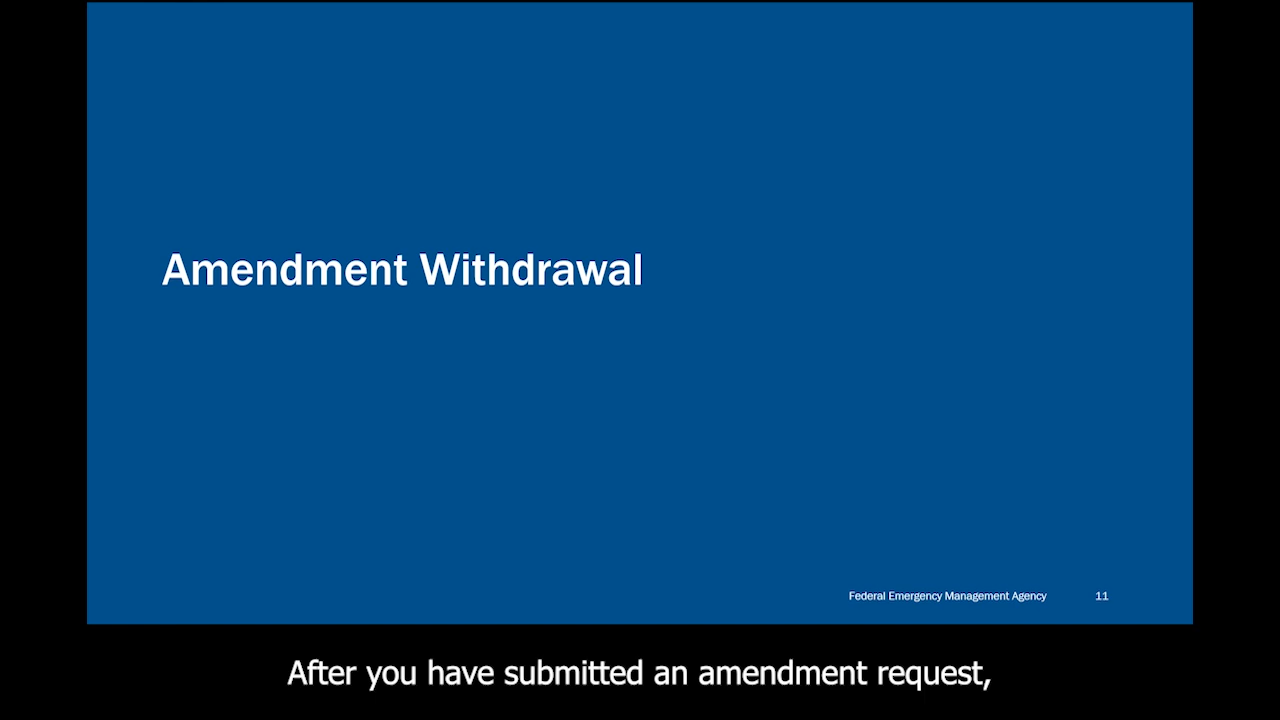 Amendment Withdrawal
Federal Emergency Management Agency 11
After you have submitted an amendment request,